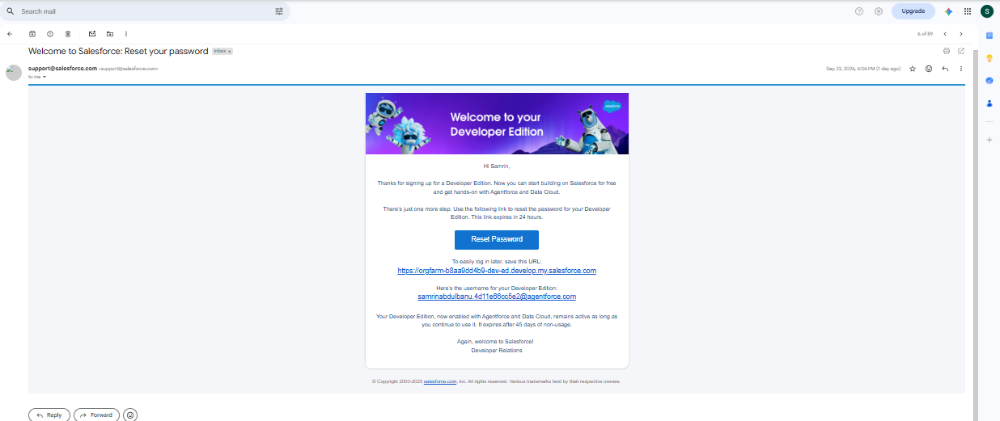 Search mail
Upgrade
S
6 of 89
Welcome to Salesforce: Reset your password
Inbox x
support@salesforce.com <support@salesforce.com>
Sep 23, 2026, 6:06 PM (1 day ago)
to me
salesforce
Welcome to your
Developer Edition
Hi Samrin,
Thanks for signing up for a Developer Edition. Now you can start building on Salesforce for free
and get hands-on with Agentforce and Data Cloud.
There's just one more step. Use the following link to reset the password for your Developer
Edition. This link expires in 24 hours.
Reset Password
To easily log in later, save this URL:
https://orgfarm-b8aa9dd4b9-dev-ed.develop.my.salesforce.com
Here's the username for your Developer Edition:
samrinabdulbanu.4d11e66cc5e2@agentforce.com
Your Developer Edition, now enabled with Agentforce and Data Cloud, remains active as long as
you continue to use it. It expires after 45 days of non-usage.
Again, welcome to Salesforce!
Developer Relations
© Copyright 2000-2025 salesforce.com, inc. All rights reserved. Various trademarks held by their respective owners.
Reply
Forward